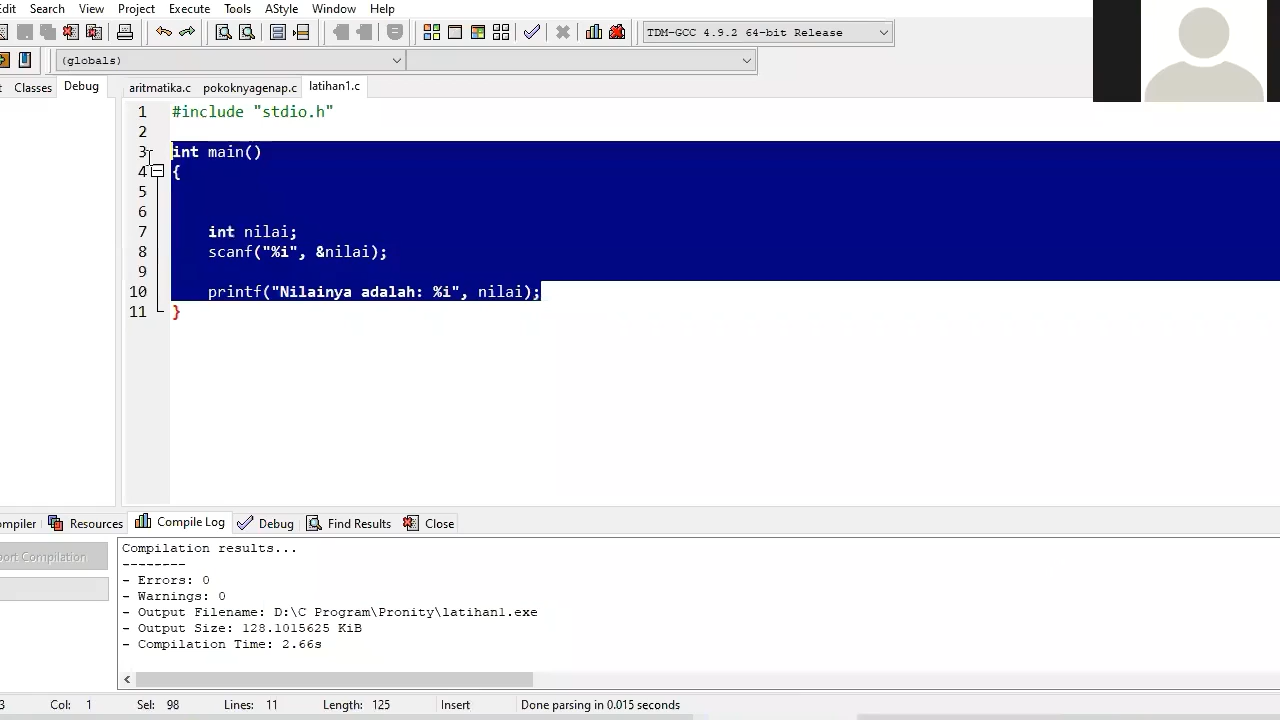 Edit Search View Project Execute Tools AStyle Window Help
TDM-GCC 4.9.2 64-bit Release
(globals)
Classes Debug aritmatika.c pokoknyagenap.c latihan1.c
1 #include "stdio.h"
2
3 int main()
4 {
5
6
7 int nilai;
8 scanf("%i", &nilai);
9
10 printf("Nilainya adalah: %i", nilai);
11 }
ompiler Resources Compile Log Debug Find Results Close
ort Compilation
Compilation results...
--------
- Errors: 0
- Warnings: 0
- Output Filename: D:\C Program\Pronity\latihan1.exe
- Output Size: 128.1015625 KiB
- Compilation Time: 2.66s
3 Col: 1 Sel: 98 Lines: 11 Length: 125 Insert Done parsing in 0.015 seconds